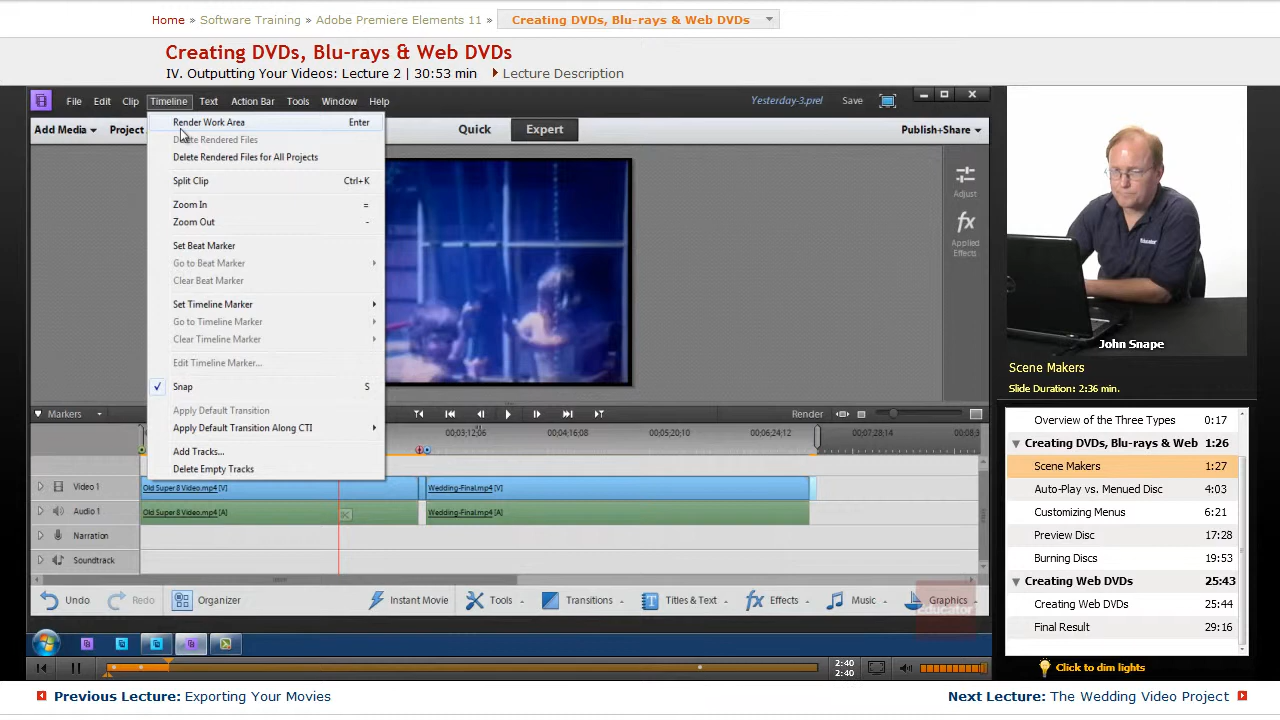 Home » Software Training » Adobe Premiere Elements 11 » Creating DVDs, Blu-rays & Web DVDs
Creating DVDs, Blu-rays & Web DVDs
IV. Outputting Your Videos: Lecture 2 | 30:53 min Lecture Description
File Edit Clip Timeline Text Action Bar Tools Window Help Yesterday-3.prel Save
Add Media Project Quick Expert Publish+Share
Render Work Area Enter
Delete Rendered Files
Delete Rendered Files for All Projects
Split Clip Ctrl+K
Zoom In =
Zoom Out -
Set Beat Marker
Go to Beat Marker
Clear Beat Marker
Set Timeline Marker
Go to Timeline Marker
Clear Timeline Marker
Edit Timeline Marker...
Snap S
Apply Default Transition
Apply Default Transition Along CTI
Add Tracks...
Delete Empty Tracks
Adjust
fx
Applied
Effects
Markers Render
00:03:12:06 00:04:16:08 00:05:20:10 00:06:24:12 00:07:28:14 00:08:3
Video 1 Old Super 8 Video.mp4 [V] Wedding-Final.mp4 [V]
Audio 1 Old Super 8 Video.mp4 [A] Wedding-Final.mp4 [A]
Narration
Soundtrack
Undo Redo Organizer Instant Movie Tools Transitions T Titles & Text fx Effects Music Graphics
Educator
2:40
2:40
Educator
John Snape
Scene Makers
Slide Duration: 2:36 min.
Overview of the Three Types 0:17
Creating DVDs, Blu-rays & Web 1:26
Scene Makers 1:27
Auto-Play vs. Menued Disc 4:03
Customizing Menus 6:21
Preview Disc 17:28
Burning Discs 19:53
Creating Web DVDs 25:43
Creating Web DVDs 25:44
Final Result 29:16
Click to dim lights
Previous Lecture: Exporting Your Movies
Next Lecture: The Wedding Video Project